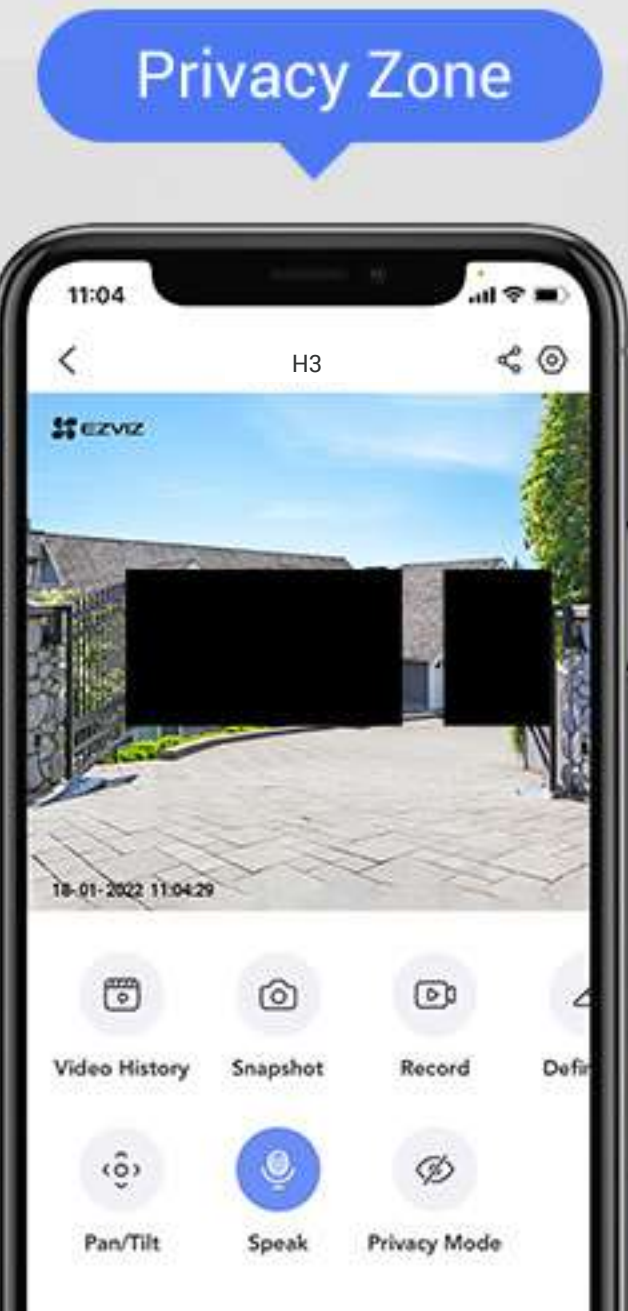 Privacy Zone
11:04
H3
EZVIZ
18-01-2022 11:04:29
Video History
Snapshot
Record
Pan/Tilt
Speak
Privacy Mode